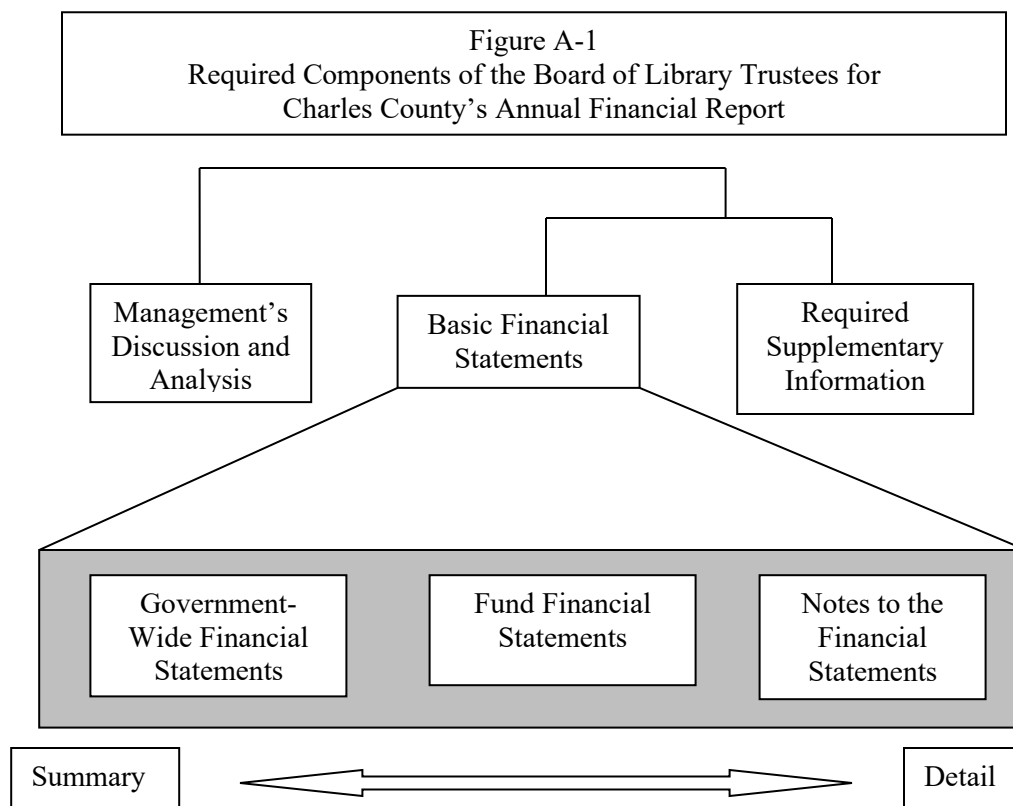 Figure A-1
Required Components of the Board of Library Trustees for
Charles County’s Annual Financial Report
Management’s
Discussion and
Analysis
Basic Financial
Statements
Required
Supplementary
Information
Government-
Wide Financial
Statements
Fund Financial
Statements
Notes to the
Financial
Statements
Summary
Detail